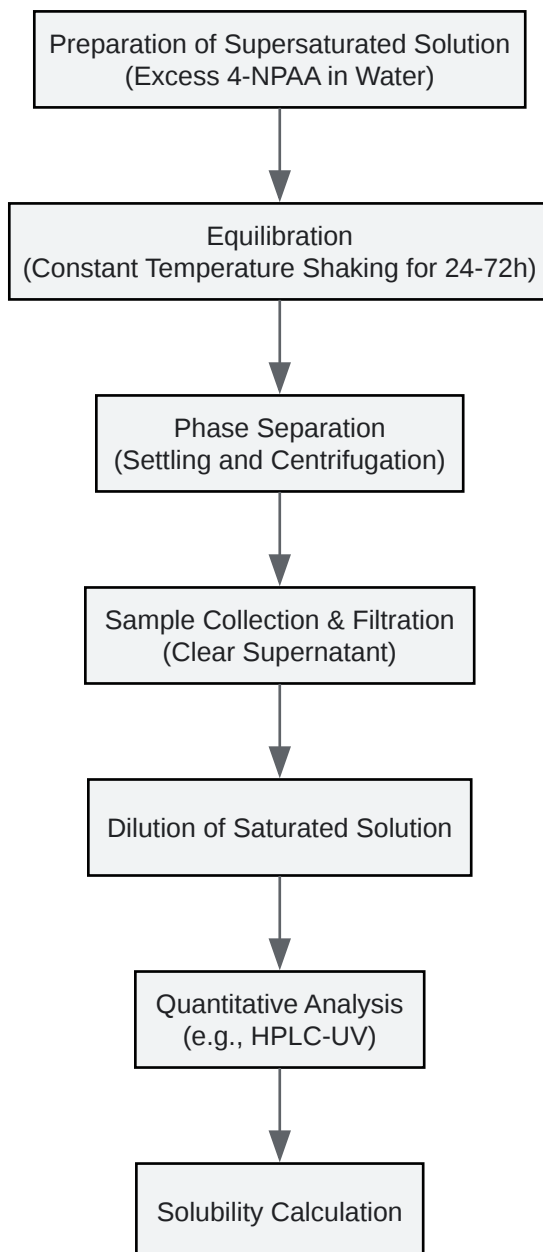 Preparation of Supersaturated Solution
(Excess 4-NPAA in Water)
Equilibration
(Constant Temperature Shaking for 24-72h)
Phase Separation
(Settling and Centrifugation)
Sample Collection & Filtration
(Clear Supernatant)
Dilution of Saturated Solution
Quantitative Analysis
(e.g., HPLC-UV)
Solubility Calculation